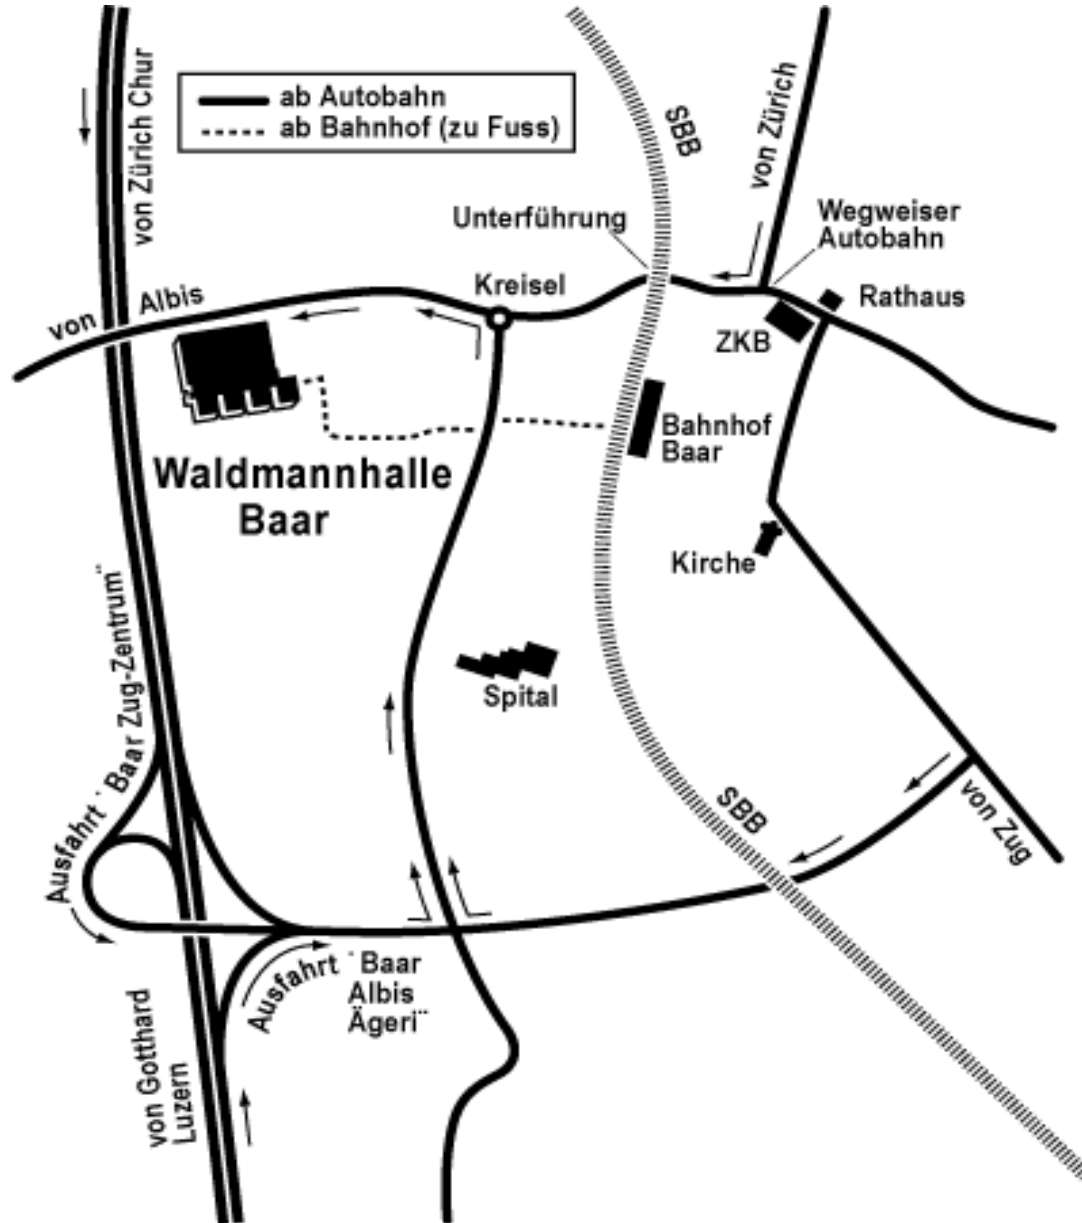 von Zürich Chur
ab Autobahn
ab Bahnhof (zu Fuss)
SBB
von Zürich
Unterführung
Wegweiser
Autobahn
von Albis
Kreisel
Rathaus
ZKB
Bahnhof
Baar
Waldmannhalle
Baar
Kirche
Spital
Ausfahrt ¨Baar Zug-Zentrum¨
SBB
von Zug
Ausfahrt ¨Baar
Albis
Ägeri¨
von Gotthard
Luzern